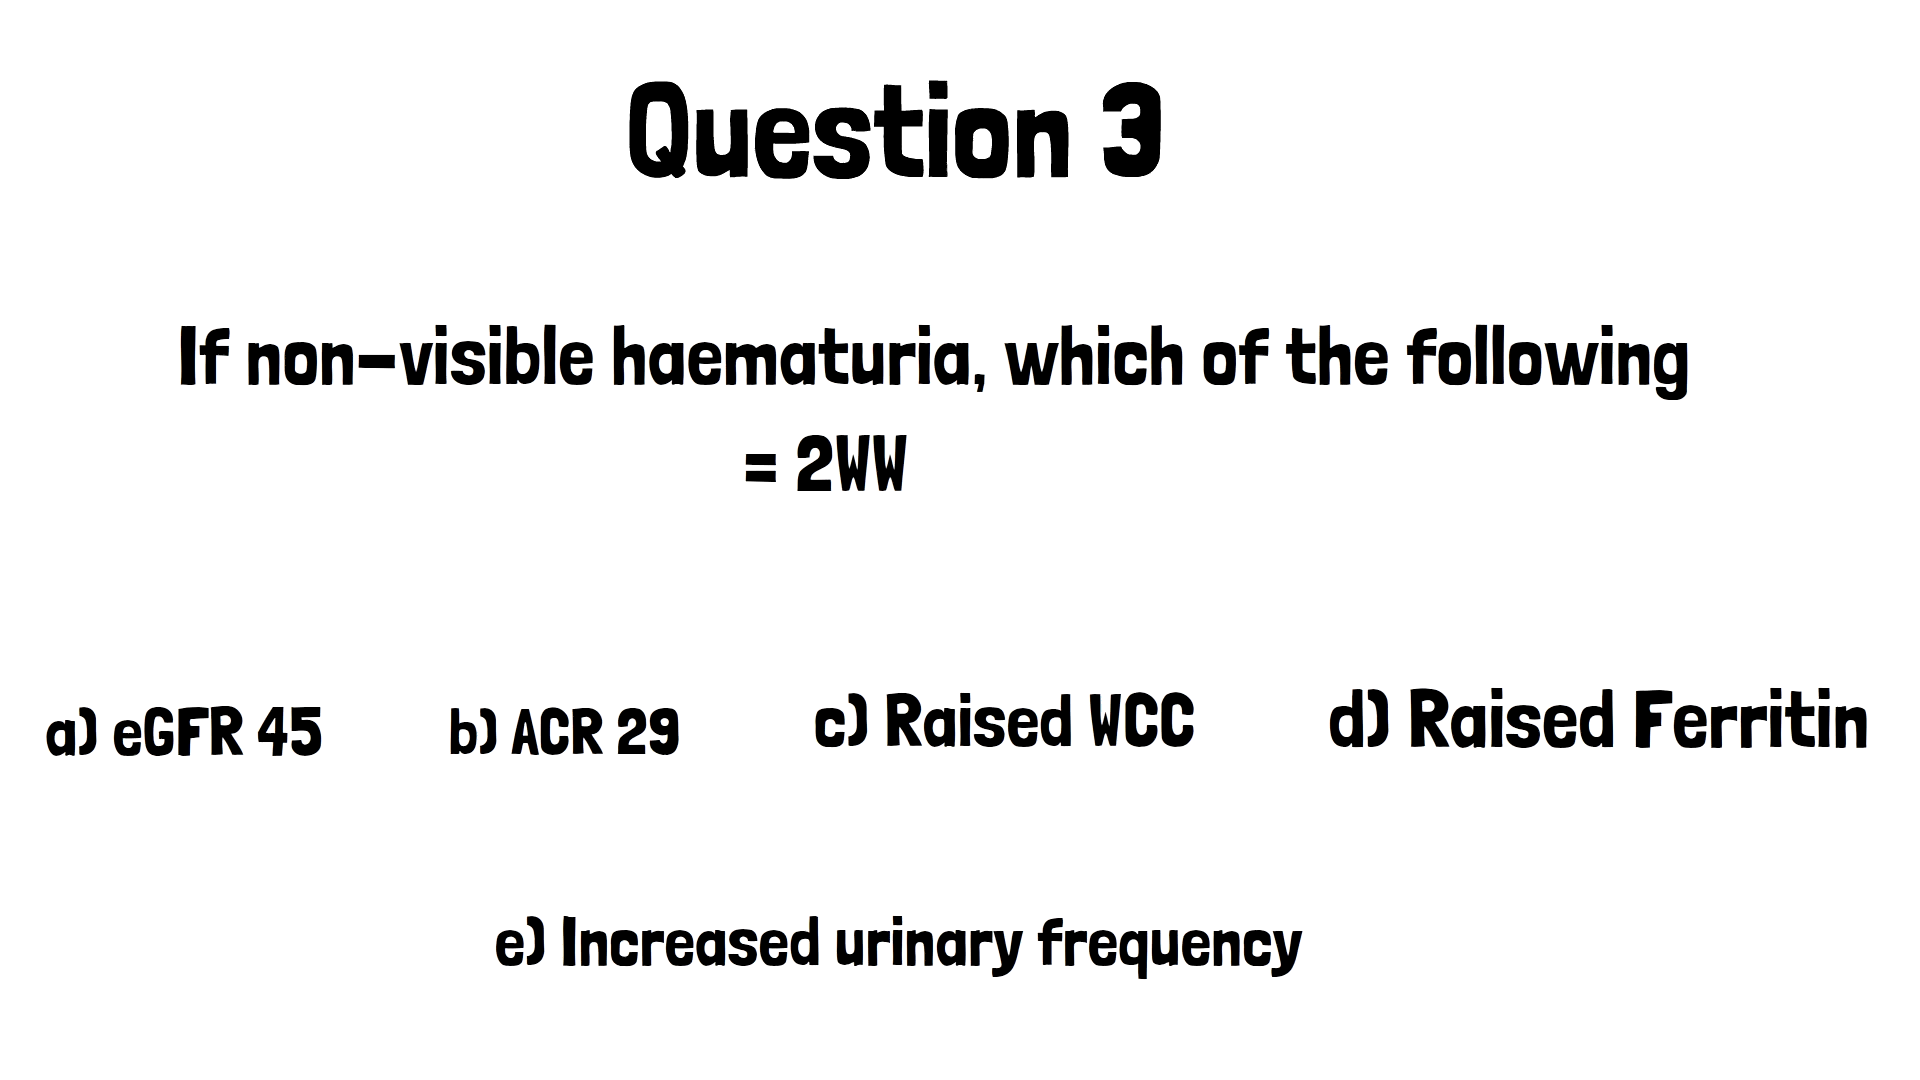 Question 3
If non-visible haematuria, which of the following
= 2WW
a) eGFR 45 b) ACR 29 c) Raised WCC d) Raised Ferritin
e) Increased urinary frequency